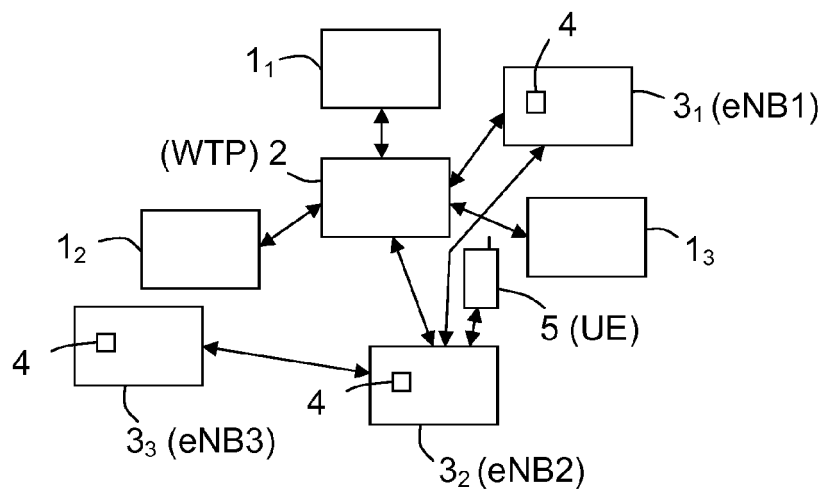 4
1₁
3₁ (eNB1)
(WTP) 2
1₂
1₃
5 (UE)
4
4
3₃ (eNB3)
3₂ (eNB2)